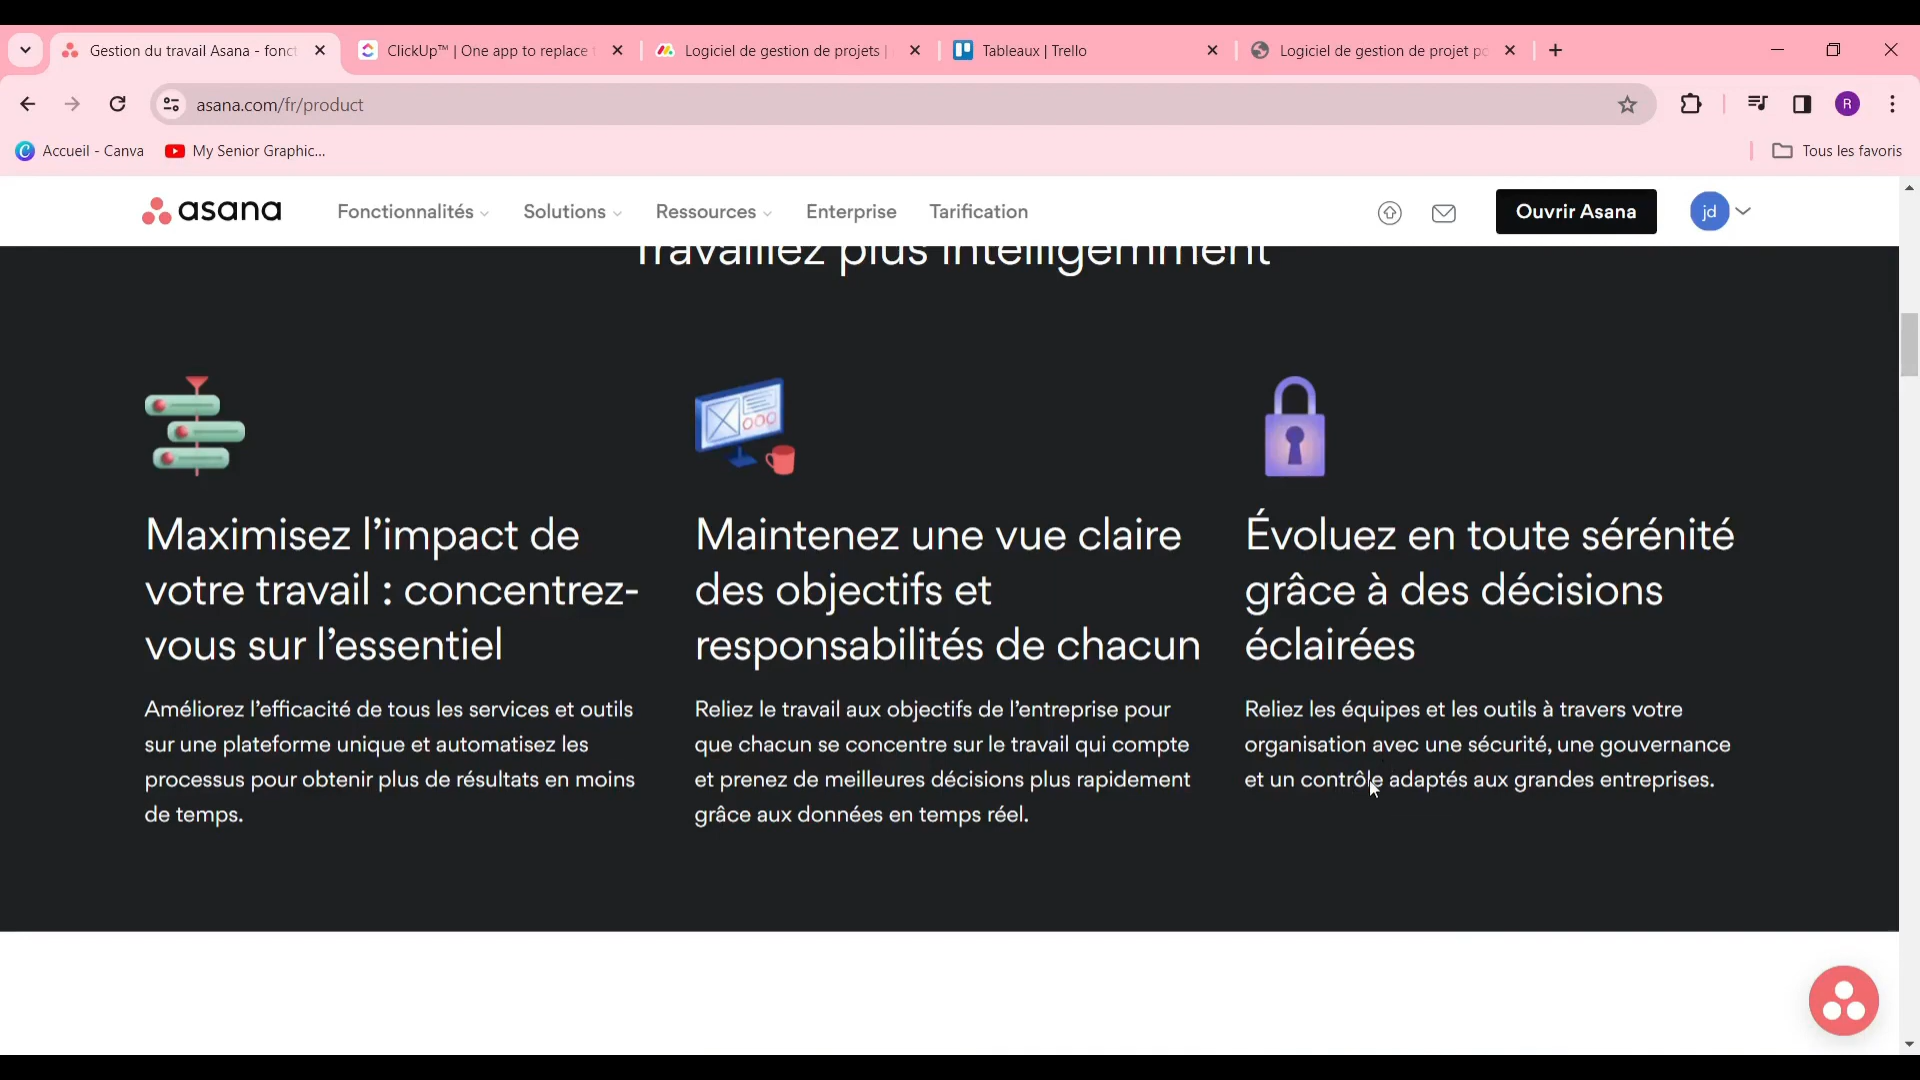 Gestion du travail Asana - fonct
ClickUp™ | One app to replace
Logiciel de gestion de projets |
Tableaux | Trello
Logiciel de gestion de projet po
asana.com/fr/product
R
Accueil - Canva
My Senior Graphic...
Tous les favoris
asana
Fonctionnalités
Solutions
Ressources
Enterprise
Tarification
Ouvrir Asana
jd
Travaillez plus intelligemment
Maximisez l’impact de
votre travail : concentrez-
vous sur l’essentiel
Améliorez l’efficacité de tous les services et outils
sur une plateforme unique et automatisez les
processus pour obtenir plus de résultats en moins
de temps.
Maintenez une vue claire
des objectifs et
responsabilités de chacun
Reliez le travail aux objectifs de l’entreprise pour
que chacun se concentre sur le travail qui compte
et prenez de meilleures décisions plus rapidement
grâce aux données en temps réel.
Évoluez en toute sérénité
grâce à des décisions
éclairées
Reliez les équipes et les outils à travers votre
organisation avec une sécurité, une gouvernance
et un contrôle adaptés aux grandes entreprises.